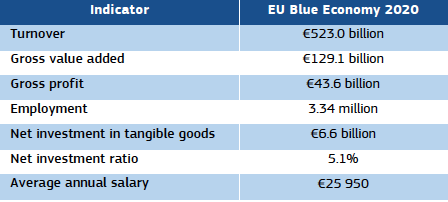 Indicator EU Blue Economy 2020
Turnover €523.0 billion
Gross value added €129.1 billion
Gross profit €43.6 billion
Employment 3.34 million
Net investment in tangible goods €6.6 billion
Net investment ratio 5.1%
Average annual salary €25 950